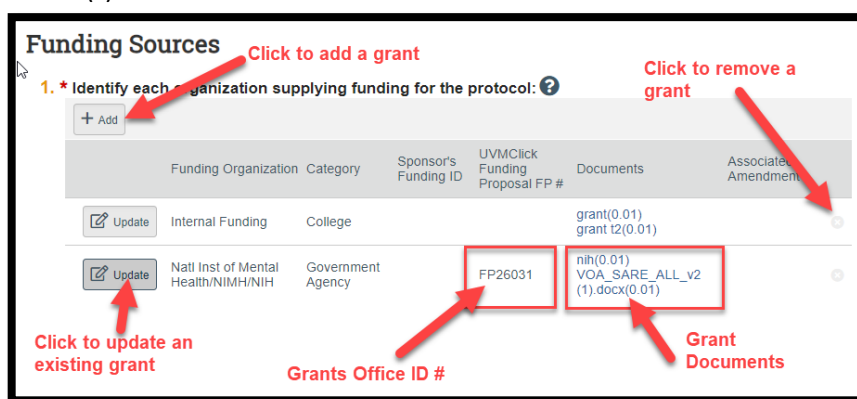 Funding Sources
Click to add a grant
Click to remove a
grant
1. * Identify each organization supplying funding for the protocol: ?
+ Add
Funding Organization Category Sponsor's Funding ID UVMClick Funding Proposal FP # Documents Associated Amendment
Update Internal Funding College grant(0.01)
grant t2(0.01)
Update Natl Inst of Mental Health/NIMH/NIH Government Agency FP26031 nih(0.01)
VOA_SARE_ALL_v2
(1).docx(0.01)
Click to update an
existing grant
Grants Office ID #
Grant
Documents